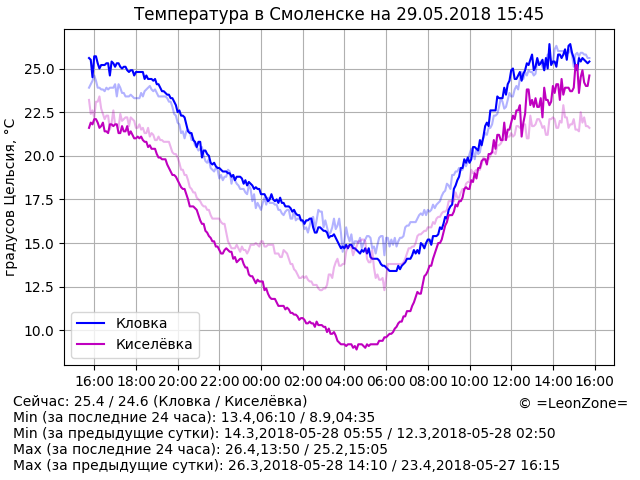 Температура в Смоленске на 29.05.2018 15:45
градусов Цельсия, °C
25.0
22.5
20.0
17.5
15.0
12.5
10.0
Кловка
Киселёвка
16:00 18:00 20:00 22:00 00:00 02:00 04:00 06:00 08:00 10:00 12:00 14:00 16:00
Сейчас: 25.4 / 24.6 (Кловка / Киселёвка)
© =LeonZone=
Min (за последние 24 часа): 13.4,06:10 / 8.9,04:35
Min (за предыдущие сутки): 14.3,2018-05-28 05:55 / 12.3,2018-05-28 02:50
Max (за последние 24 часа): 26.4,13:50 / 25.2,15:05
Max (за предыдущие сутки): 26.3,2018-05-28 14:10 / 23.4,2018-05-27 16:15